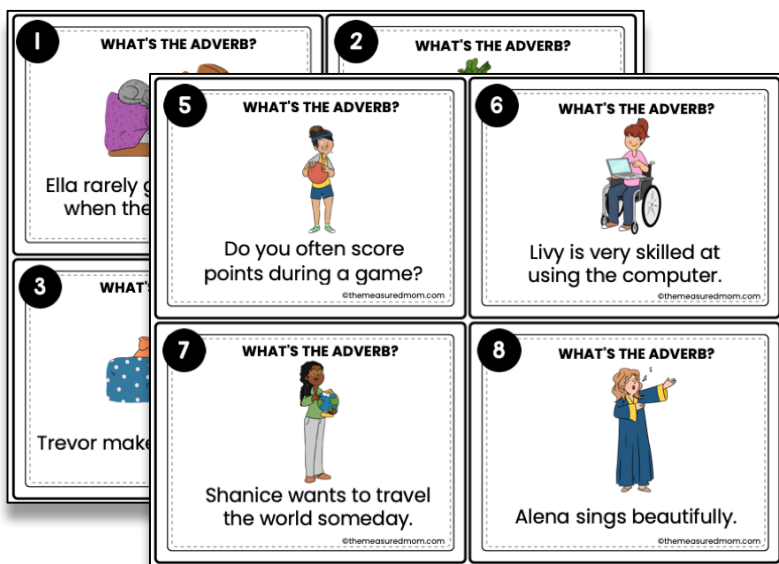 1
WHAT'S THE ADVERB?
Ella rarely
when the
2
WHAT'S THE ADVERB?
3
Trevor
5
WHAT'S THE ADVERB?
Do you often score
points during a game?
©themeasuredmom.com
6
WHAT'S THE ADVERB?
Livy is very skilled at
using the computer.
©themeasuredmom.com
7
WHAT'S THE ADVERB?
Shanice wants to travel
the world someday.
©themeasuredmom.com
8
WHAT'S THE ADVERB?
Alena sings beautifully.
©themeasuredmom.com